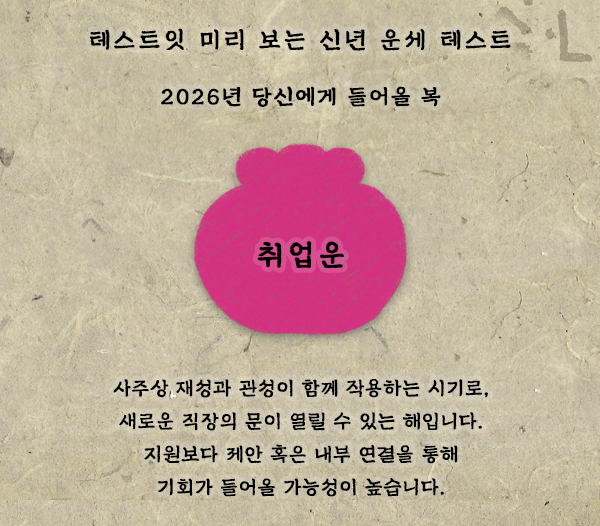 테스트잇 미리 보는 신년 운세 테스트
2026년 당신에게 들어올 복
취업운
사주상 재성과 관성이 함께 작용하는 시기로,
새로운 직장의 문이 열릴 수 있는 해입니다.
지원보다 제안 혹은 내부 연결을 통해
기회가 들어올 가능성이 높습니다.